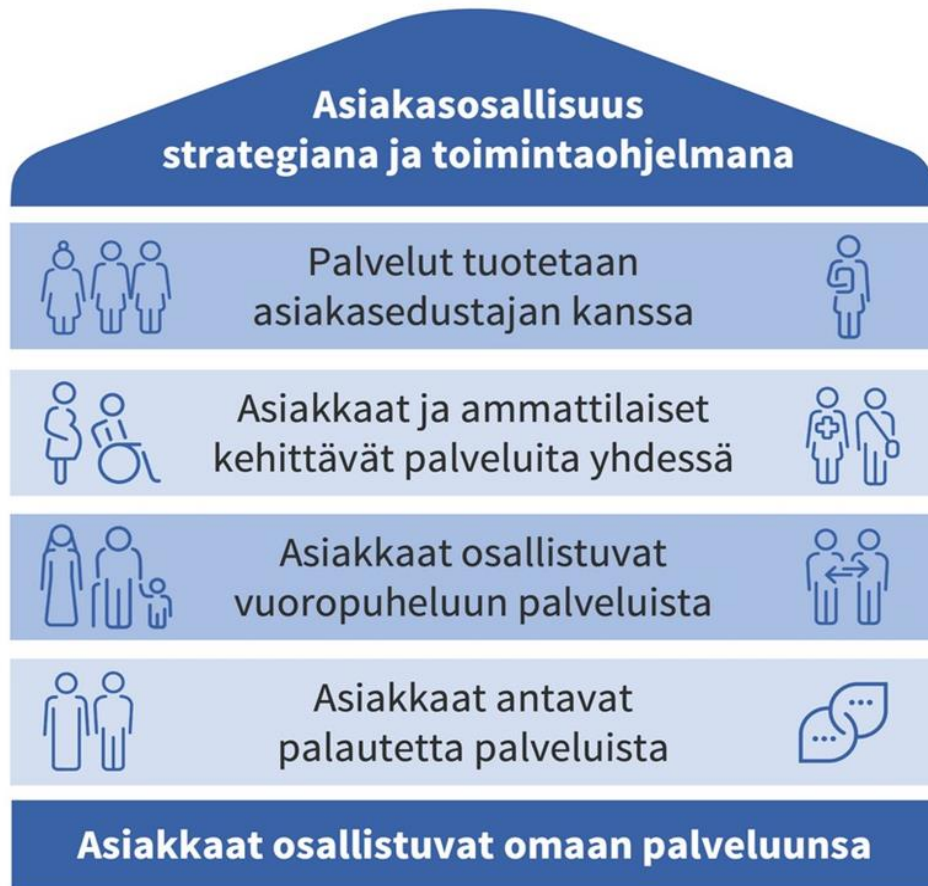 Asiakasosallisuus
strategiana ja toimintaohjelmana
Palvelut tuotetaan
asiakasedustajan kanssa
Asiakkaat ja ammattilaiset
kehittävät palveluita yhdessä
Asiakkaat osallistuvat
vuoropuheluun palveluista
Asiakkaat antavat
palautetta palveluista
Asiakkaat osallistuvat omaan palveluunsa